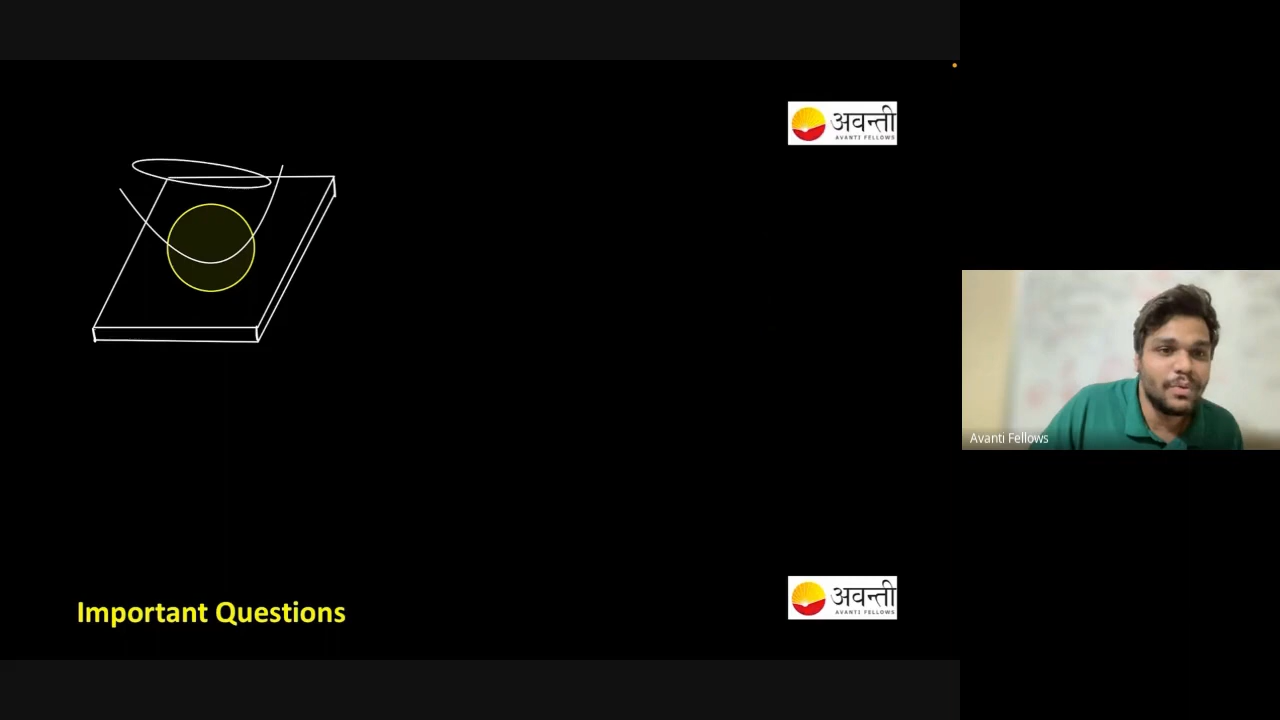 अवन्ती
AVANTI FELLOWS
Avanti Fellows
Important Questions
अवन्ती
AVANTI FELLOWS